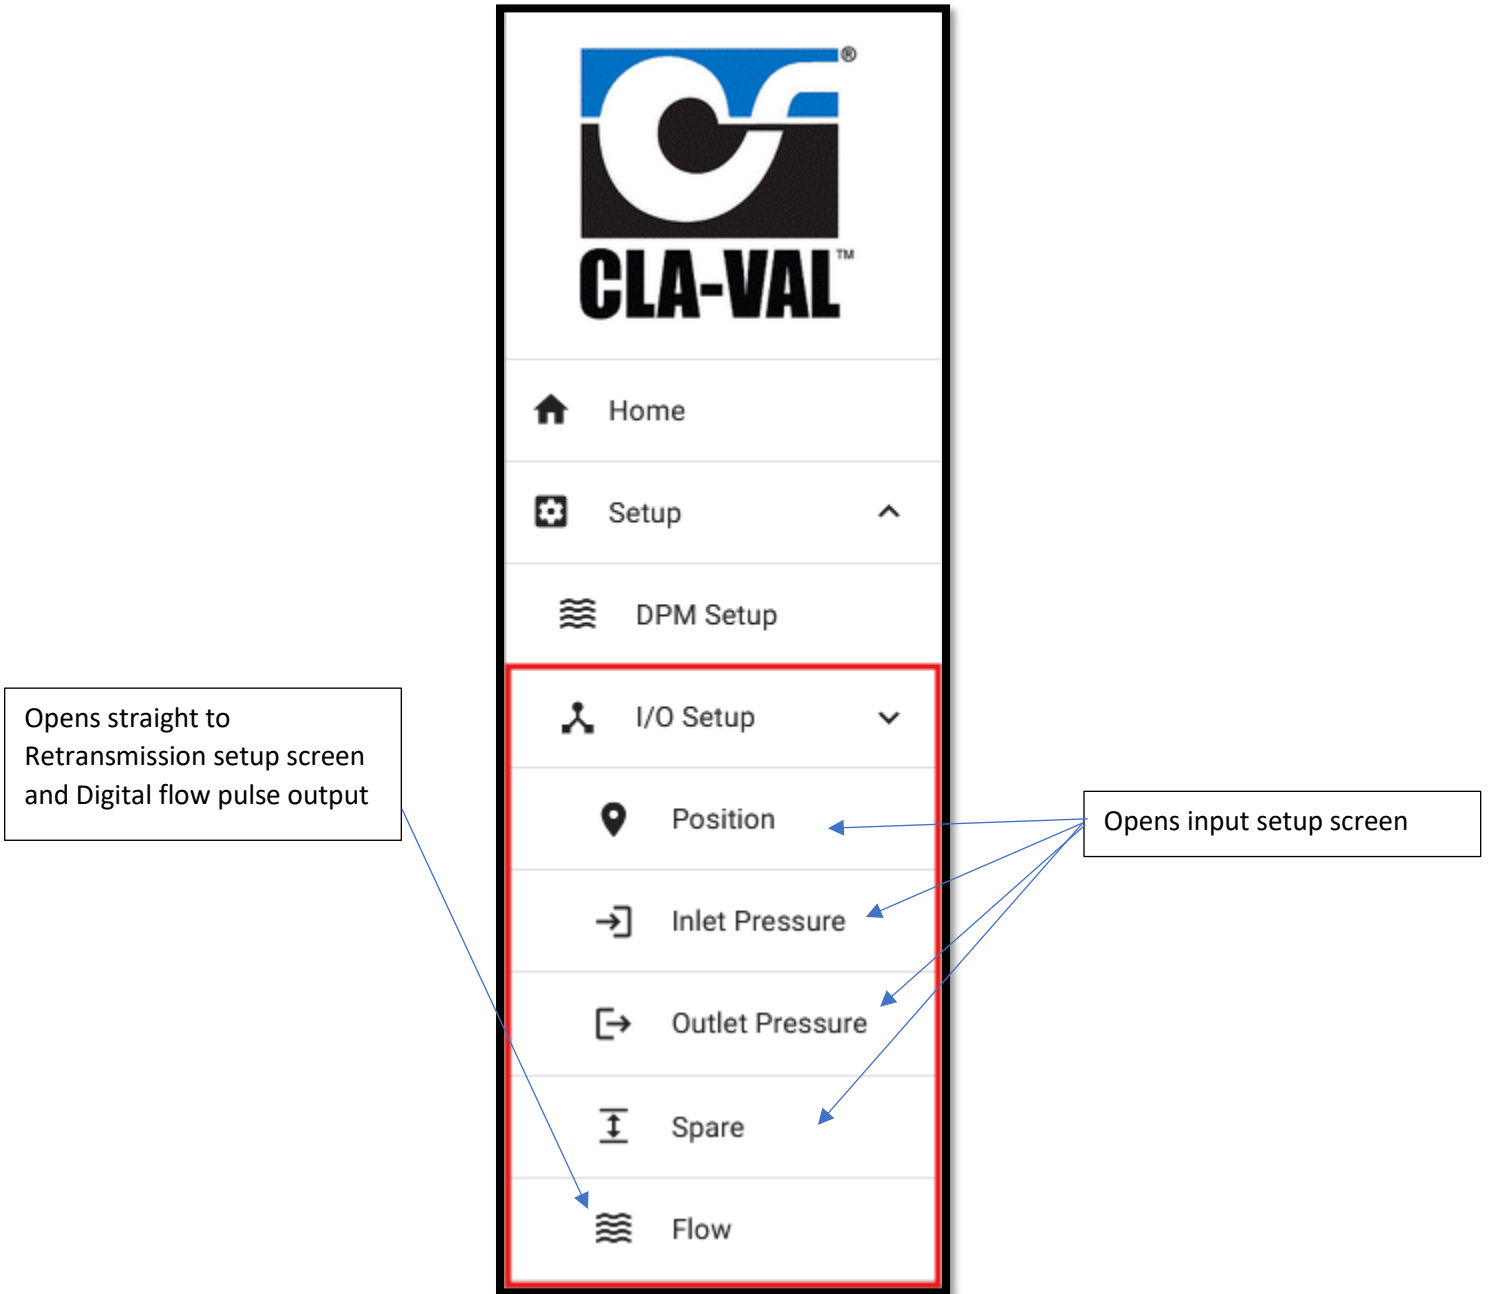 ®
CLA-VAL™
Home
Setup
DPM Setup
I/O Setup
Position
Inlet Pressure
Outlet Pressure
Spare
Flow
Opens straight to
Retransmission setup screen
and Digital flow pulse output
Opens input setup screen